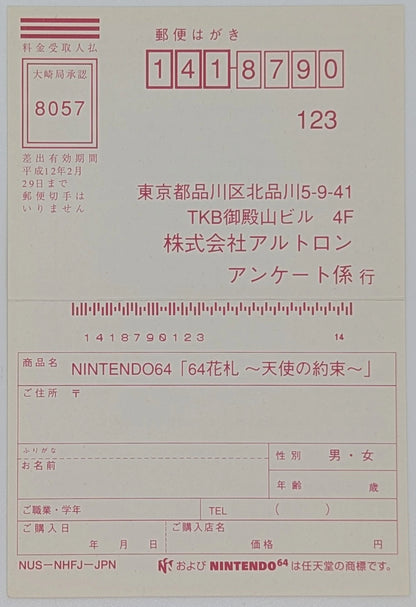 料金受取人払
大崎局承認
8057
差出有効期間
平成12年2月
29日まで
郵便切手は
いりません
郵便はがき
141-8790
123
東京都品川区北品川5-9-41
TKB御殿山ビル 4F
株式会社アルトロン
アンケート係 行
1418790123
14
商品名 NINTENDO64「64花札 〜天使の約束〜」
ご住所 〒
ふりがな
お名前
性別 男・女
年齢 歳
ご職業・学年 TEL ( )
ご購入日 年 月 日
ご購入店名
価格 円
NUS-NHFJ-JPN
N および NINTENDO64 は任天堂の商標です。